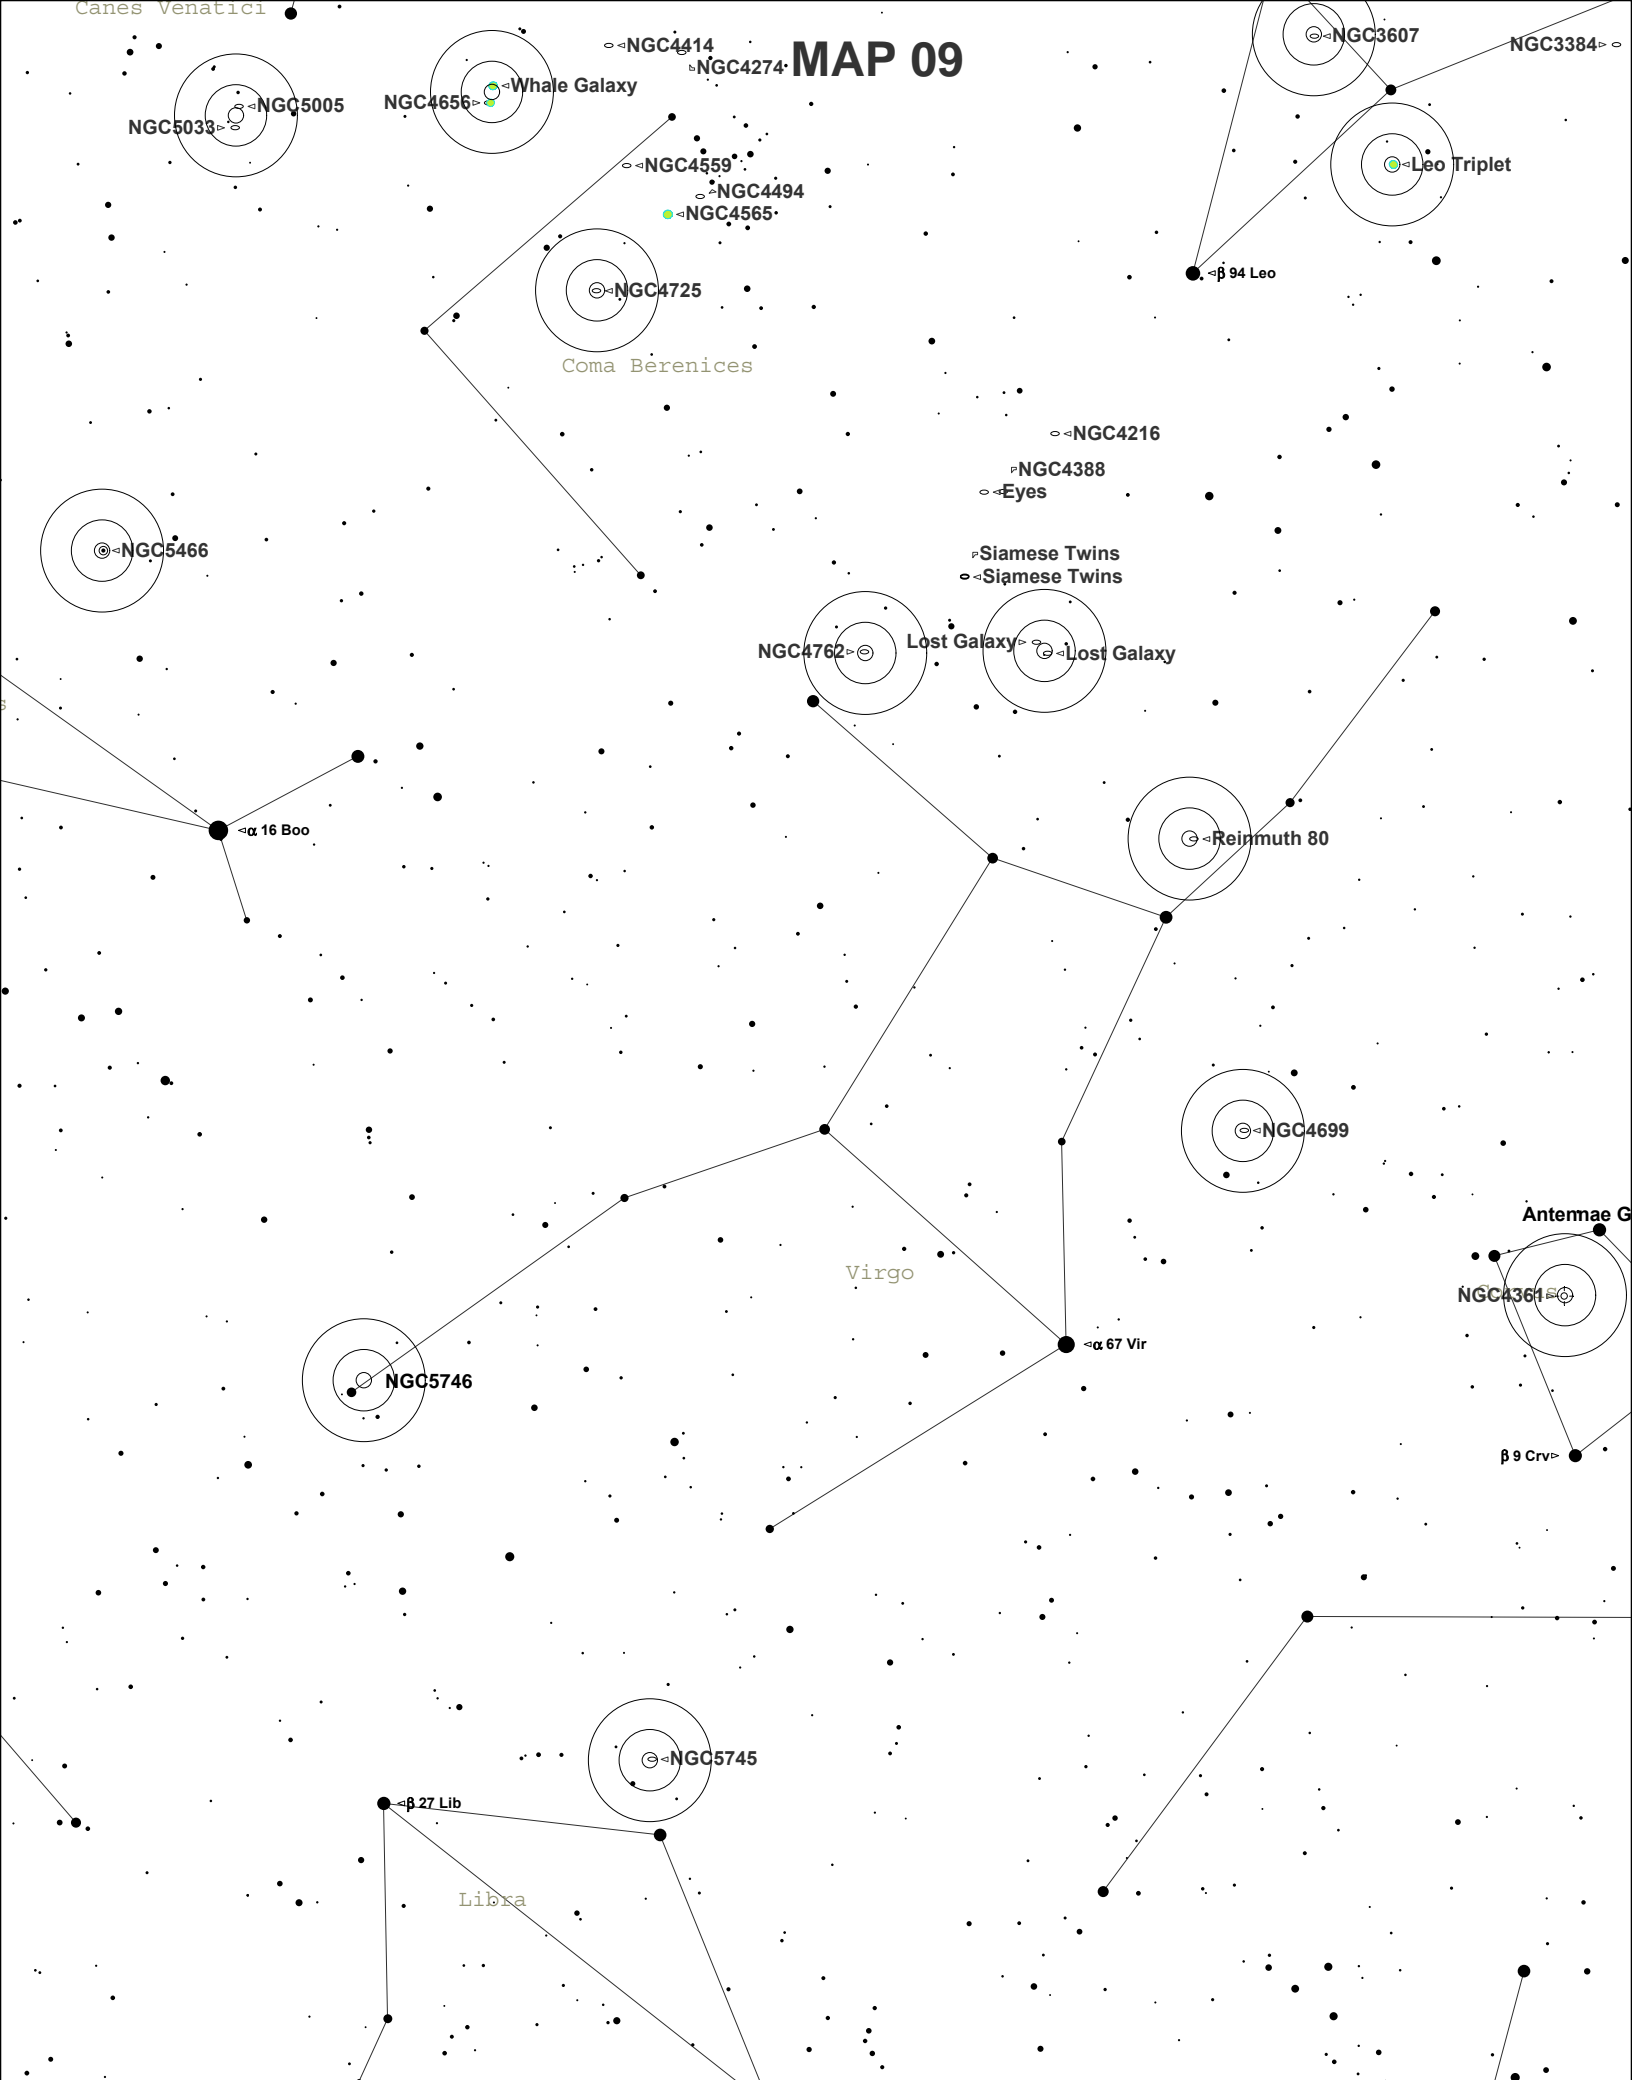 Canes Venatici
NGC4414
NGC3607
NGC3384
NGC4274
MAP 09
Whale Galaxy
NGC4656
NGC5005
NGC5033
NGC4559
Leo Triplet
NGC4494
NGC4565
β 94 Leo
NGC4725
Coma Berenices
NGC4216
NGC4388
Eyes
NGC5466
Siamese Twins
Siamese Twins
Lost Galaxy
NGC4762
Lost Galaxy
s
α 16 Boo
Reinmuth 80
NGC4699
Antennae G
Virgo
NGC4361
α 67 Vir
NGC5746
β 9 Crv
NGC5745
β 27 Lib
Libra